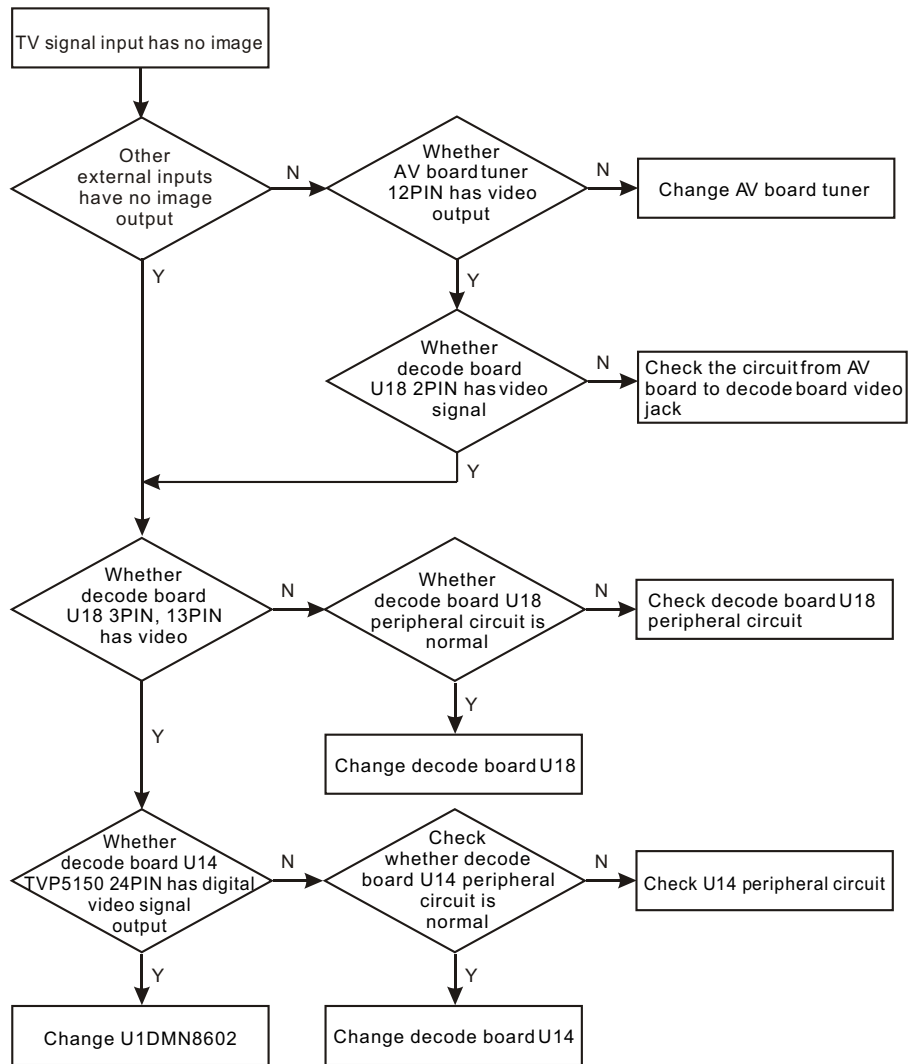 TV signal input has no image
Other
external inputs
have no image
output
N
Whether
AV board tuner
12PIN has video
output
N
Change AV board tuner
Y
Y
Whether
decode board
U18 2PIN has video
signal
N
Check the circuit from AV
board to decode board video
jack
Y
Whether
decode board
U18 3PIN, 13PIN
has video
N
Whether
decode board U18
peripheral circuit is
normal
N
Check decode board U18
peripheral circuit
Y
Y
Change decode board U18
Whether
decode board U14
TVP5150 24PIN has digital
video signal
output
N
Check
whether decode
board U14 peripheral
circuit is
normal
N
Check U14 peripheral circuit
Y
Y
Change U1DMN8602
Change decode board U14